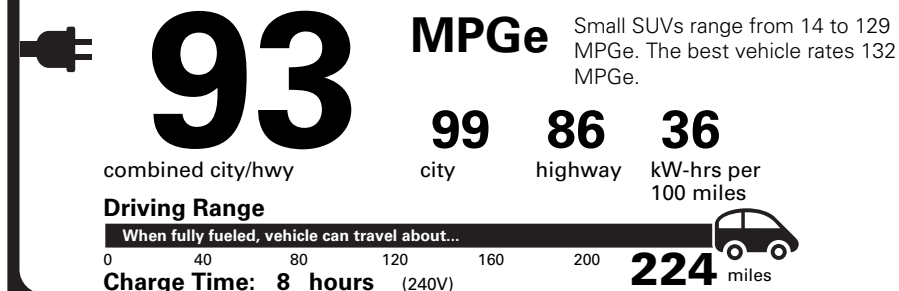 93
MPGe
Small SUVs range from 14 to 129
MPGe. The best vehicle rates 132
MPGe.
combined city/hwy
99
city
86
highway
36
kW-hrs per
100 miles
Driving Range
When fully fueled, vehicle can travel about...
0 40 80 120 160 200 224 miles
Charge Time: 8 hours (240V)